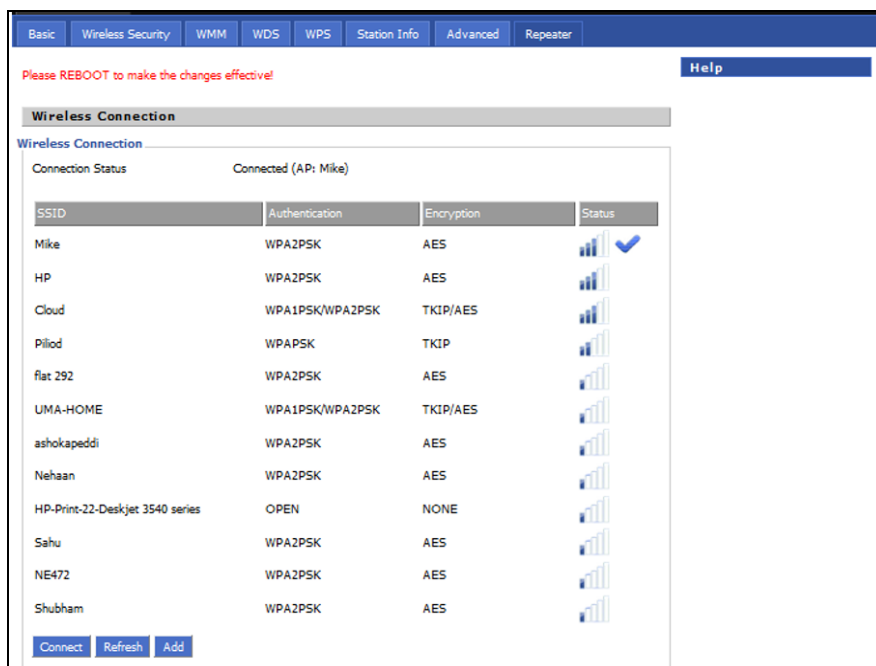 Basic Wireless Security WMM WDS WPS Station Info Advanced Repeater
Please REBOOT to make the changes effective!
Help
Wireless Connection
Wireless Connection
Connection Status Connected (AP: Mike)
SSID Authentication Encryption Status
Mike WPA2PSK AES
HP WPA2PSK AES
Cloud WPA1PSK/WPA2PSK TKIP/AES
Piliod WPAPSK TKIP
flat 292 WPA2PSK AES
UMA-HOME WPA1PSK/WPA2PSK TKIP/AES
ashokapeddi WPA2PSK AES
Nehaan WPA2PSK AES
HP-Print-22-Deskjet 3540 series OPEN NONE
Sahu WPA2PSK AES
NE472 WPA2PSK AES
Shubham WPA2PSK AES
Connect Refresh Add